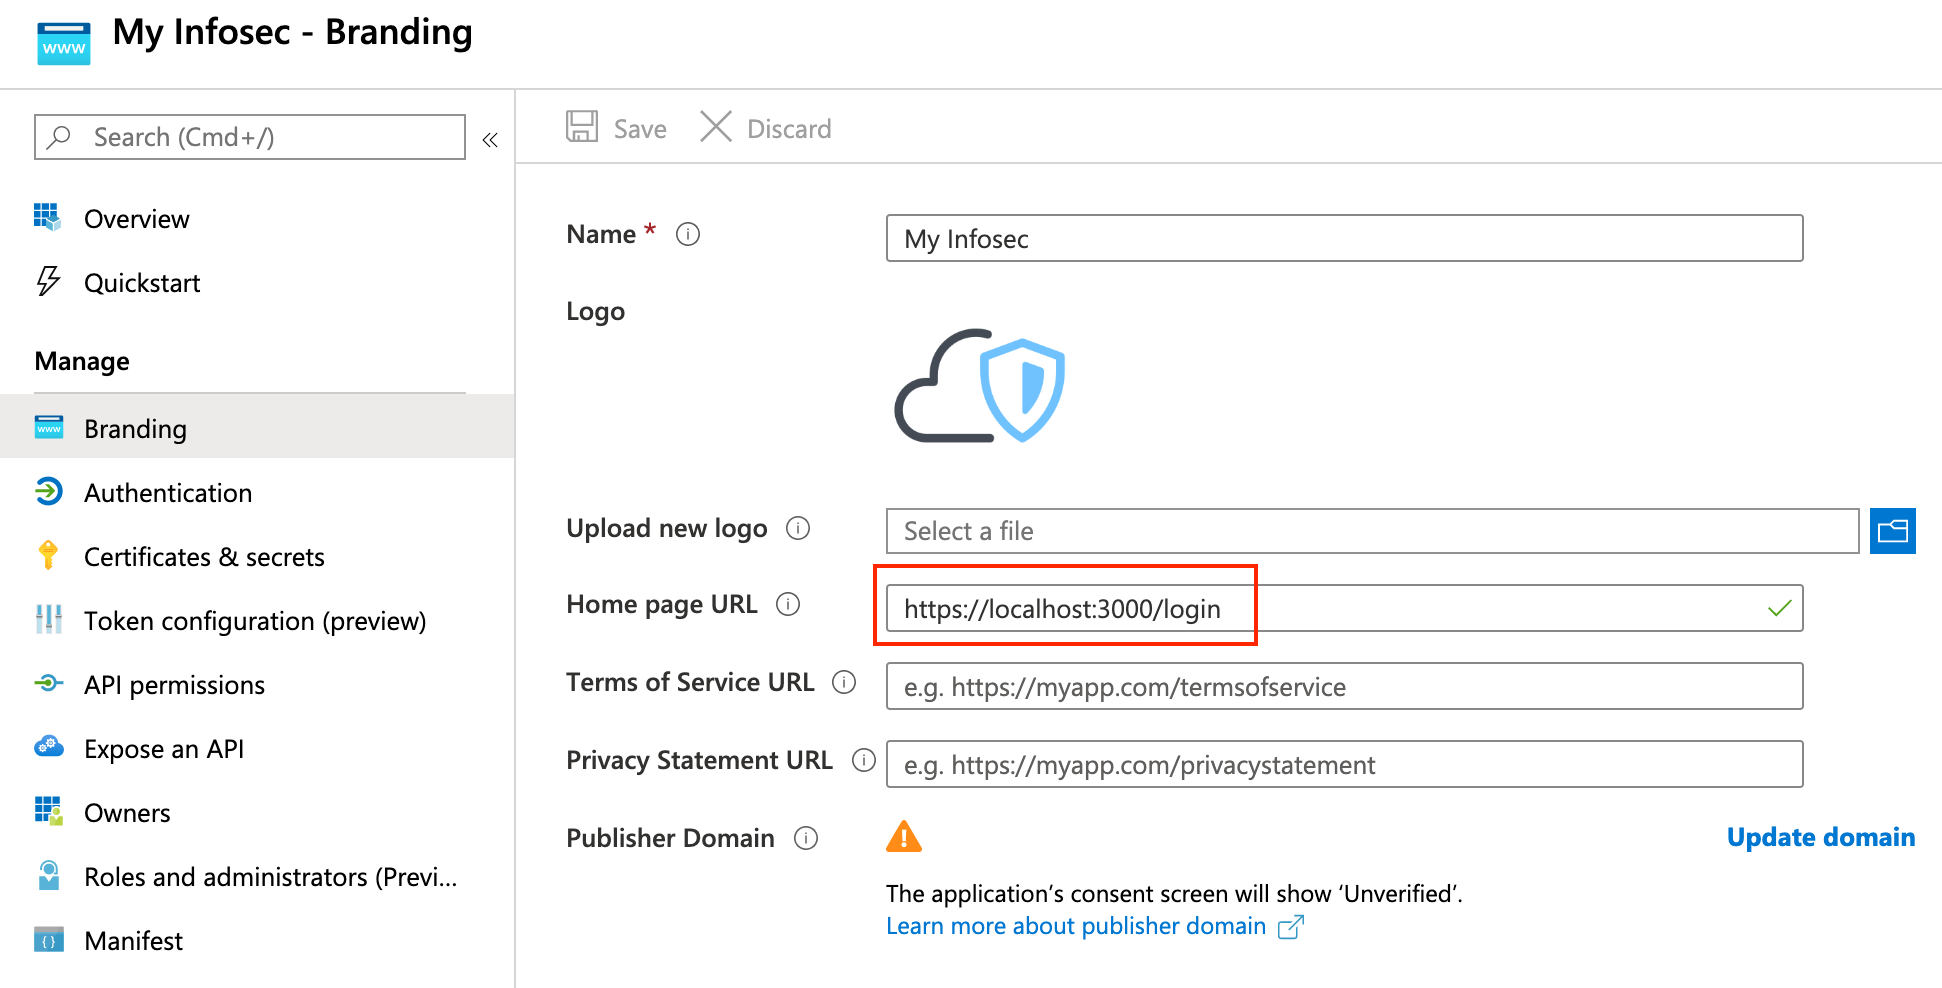 My Infosec - Branding
www
Search (Cmd+/)
«
Save
Discard
Overview
Quickstart
Manage
www
Branding
Authentication
Certificates & secrets
Token configuration (preview)
API permissions
Expose an API
Owners
Roles and administrators (Previ...
Manifest
Name *
My Infosec
Logo
Upload new logo
Select a file
Home page URL
https://localhost:3000/login
Terms of Service URL
e.g. https://myapp.com/termsofservice
Privacy Statement URL
e.g. https://myapp.com/privacystatement
Publisher Domain
Update domain
The application’s consent screen will show ‘Unverified’.
Learn more about publisher domain